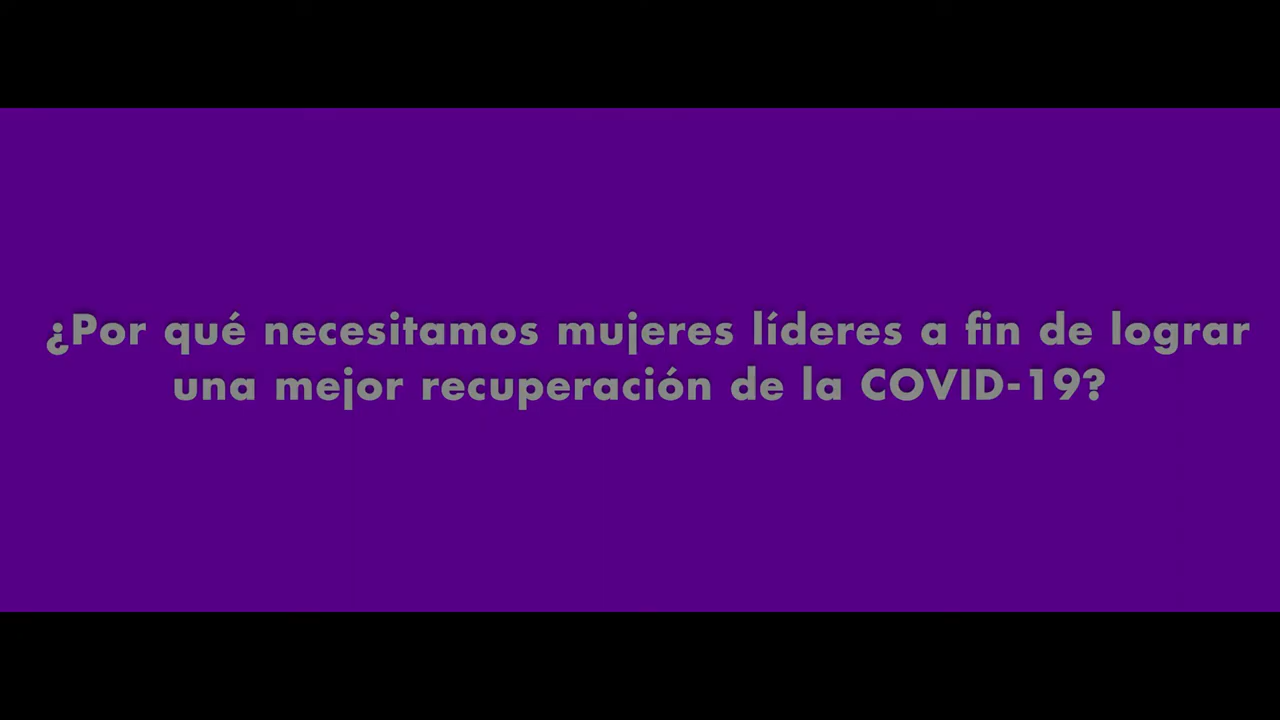 ¿Por qué necesitamos mujeres líderes a fin de lograr
una mejor recuperación de la COVID-19?